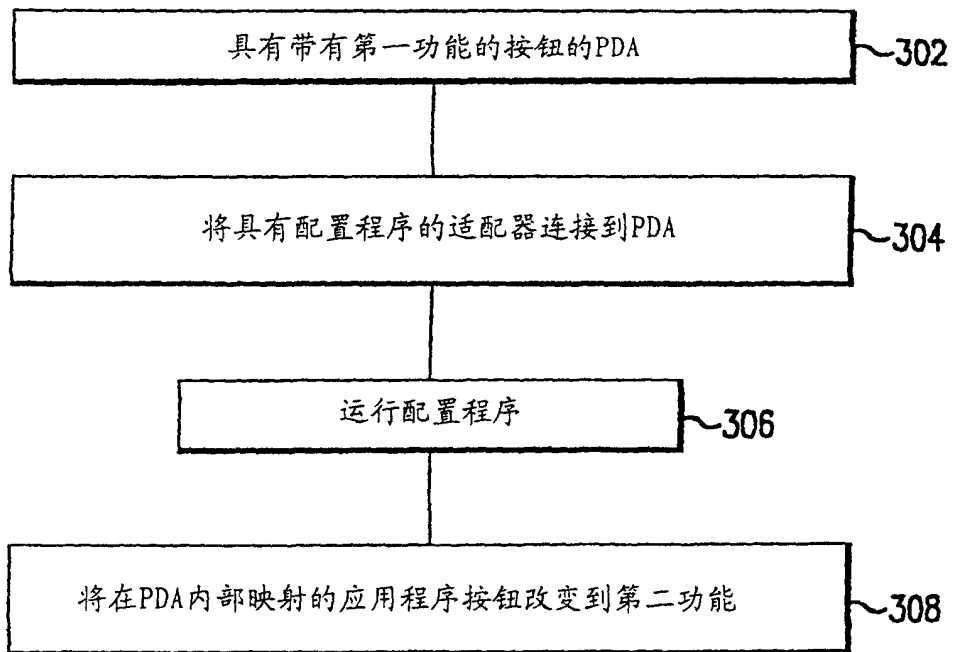 具有带有第一功能的按钮的PDA
302
将具有配置程序的适配器连接到PDA
304
运行配置程序
306
将在PDA内部映射的应用程序按钮改变到第二功能
308